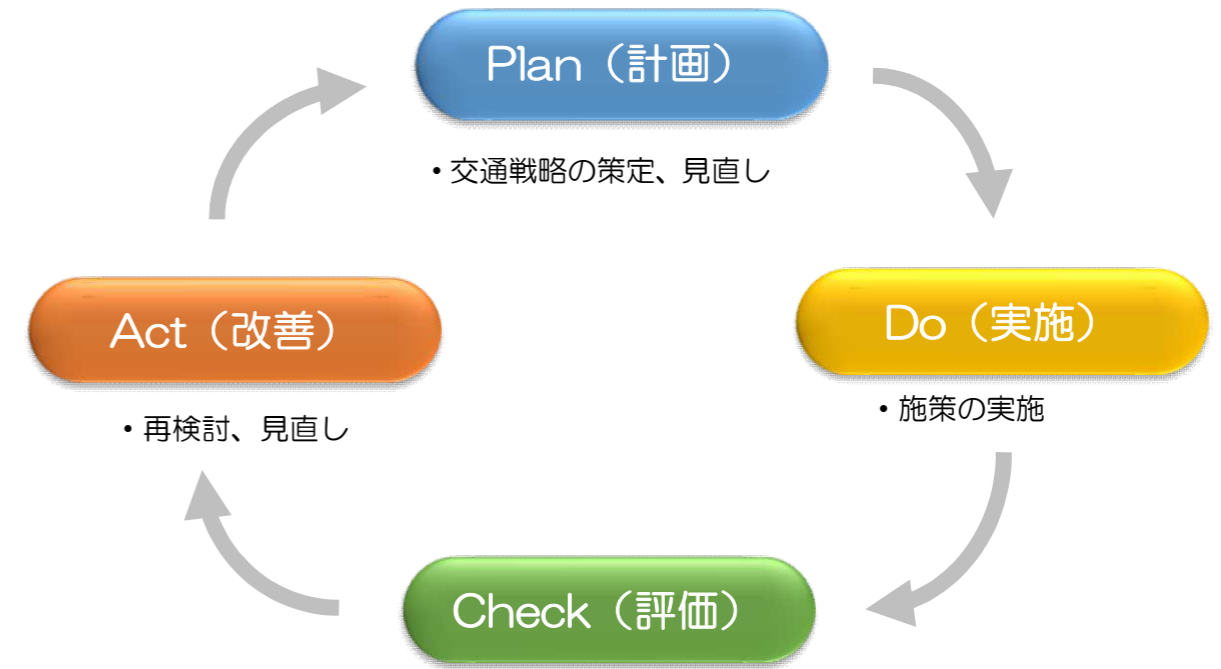 Plan（計画）
・交通戦略の策定、見直し
Do（実施）
・施策の実施
Check（評価）
Act（改善）
・再検討、見直し